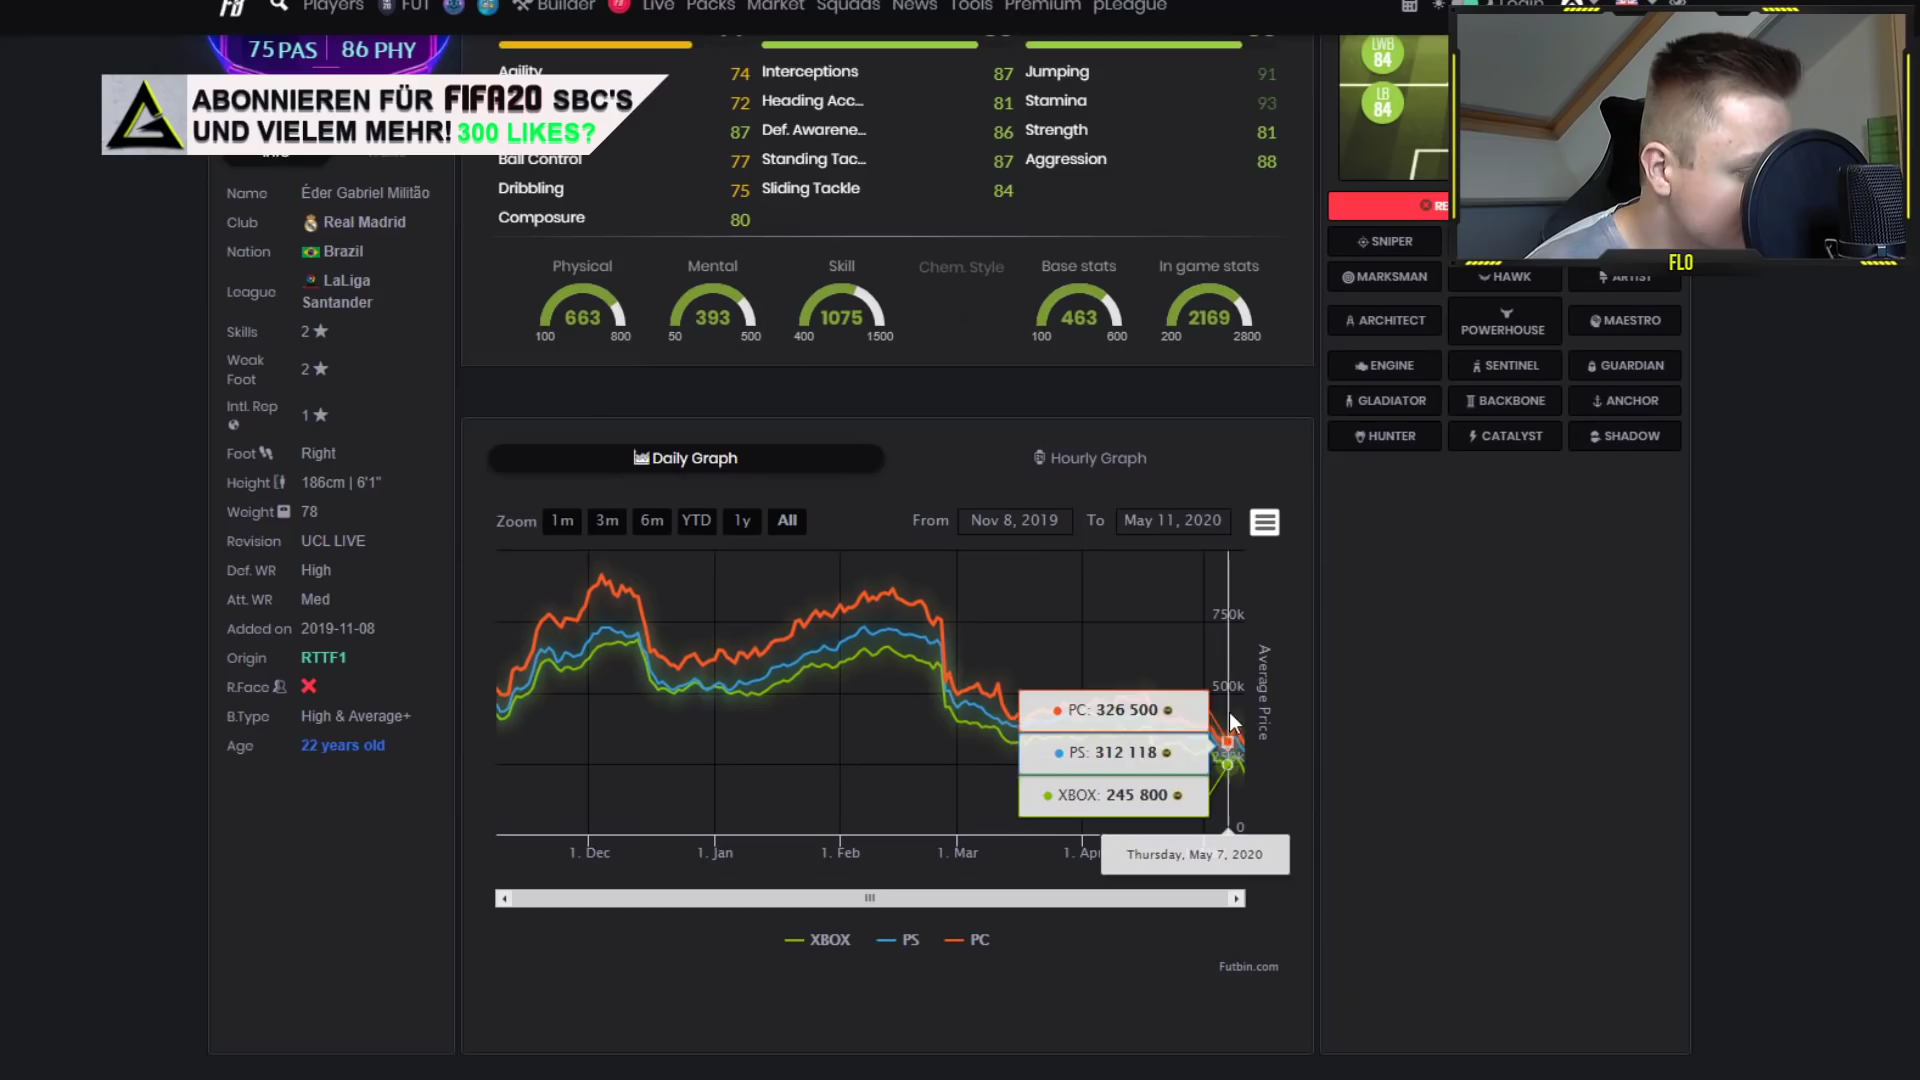 Players FUT Builder Live Packs Market Squads News Tools Premium pLeague
75 PAS | 86 PHY
ABONNIEREN FÜR FIFA20 SBC'S
UND VIELEM MEHR! 300 LIKES?
Agility 74
72
87
Ball Control 77
Dribbling 75
Composure 80
Interceptions 87
Heading Acc... 81
Def. Awarene... 86
Standing Tac... 87
Sliding Tackle 84
Jumping 91
Stamina 93
Strength 81
Aggression 88
LWB
84
LB
84
FLO
Name Éder Gabriel Militão
Club Real Madrid
Nation Brazil
League LaLiga Santander
Skills 2
Weak Foot 2
Intl. Rep 1
Foot Right
Height 186cm | 6'1"
Weight 78
Revision UCL LIVE
Def. WR High
Att. WR Med
Added on 2019-11-08
Origin RTTF1
R.Face
B.Type High & Average+
Age 22 years old
Physical Mental Skill Chem. Style Base stats In game stats
663 393 1075 463 2169
100 800 50 500 400 1500 100 600 200 2800
RE
SNIPER
MARKSMAN HAWK ARTIST
ARCHITECT POWERHOUSE MAESTRO
ENGINE SENTINEL GUARDIAN
GLADIATOR BACKBONE ANCHOR
HUNTER CATALYST SHADOW
Daily Graph Hourly Graph
Zoom 1m 3m 6m YTD 1y All From Nov 8, 2019 To May 11, 2020
750k
500k
250k
0
Average Price
PC: 326 500
PS: 312 118
XBOX: 245 800
1. Dec 1. Jan 1. Feb 1. Mar 1. Apr
Thursday, May 7, 2020
XBOX PS PC
Futbin.com